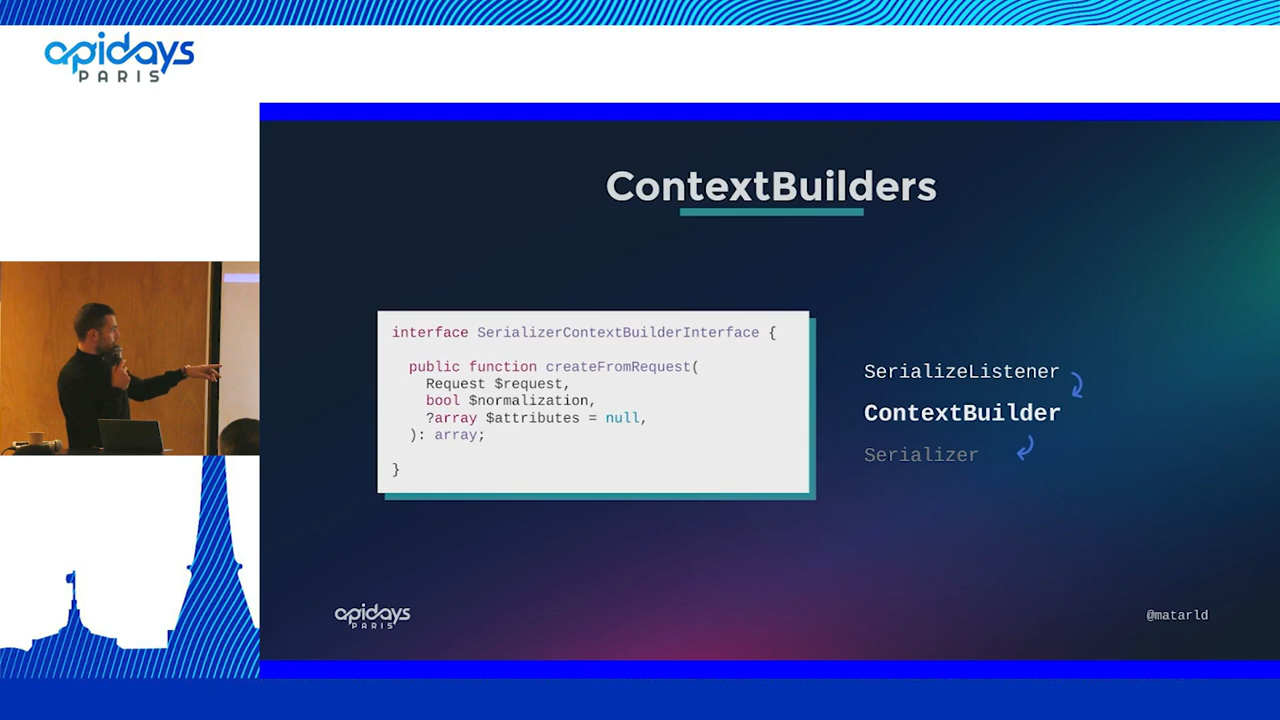 apidays
PARIS
ContextBuilders
interface SerializerContextBuilderInterface {
public function createFromRequest(
Request $request,
bool $normalization,
?array $attributes = null,
): array;
}
SerializeListener
ContextBuilder
Serializer
apidays
PARIS
@matarld